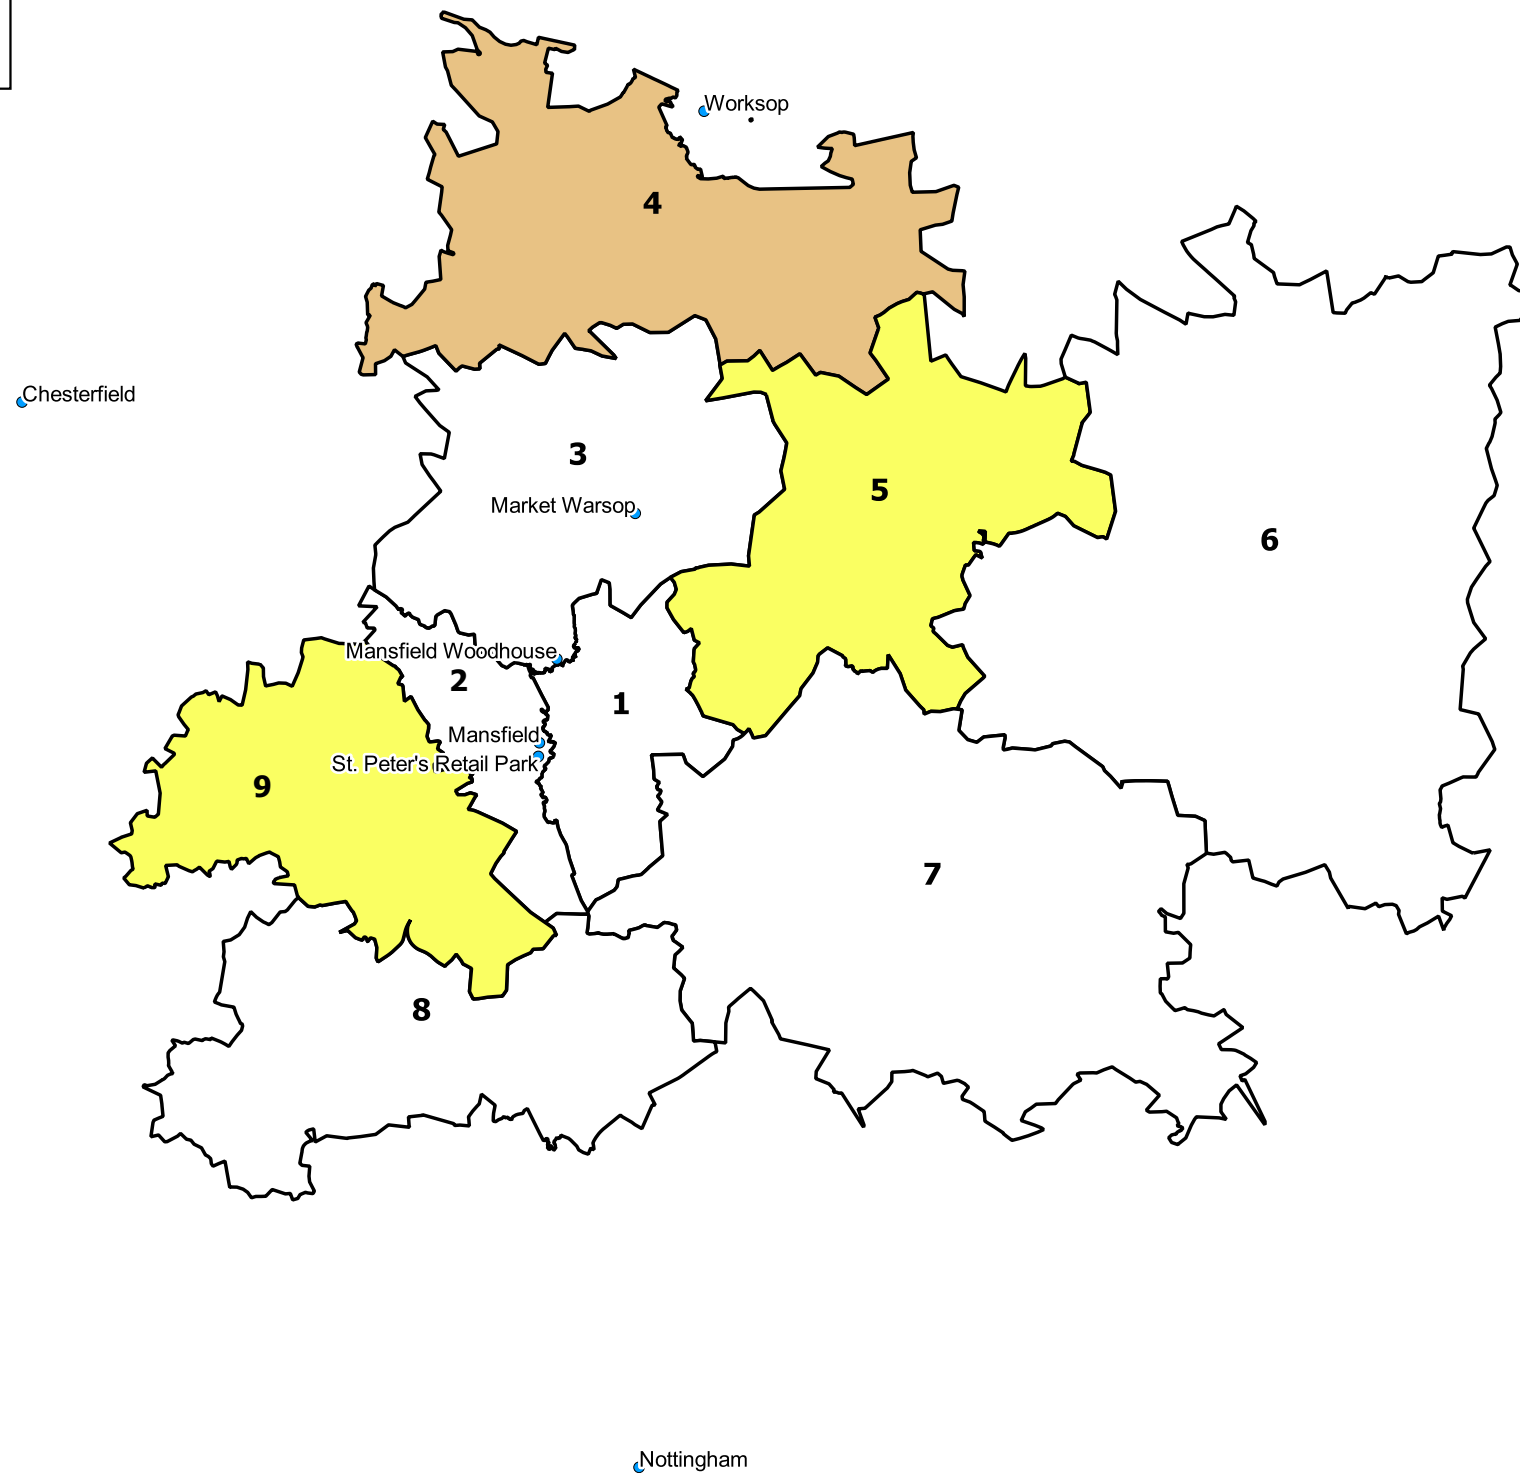 Worksop
4
Chesterfield
3
5
Market Warsop
6
1
Mansfield Woodhouse
2
1
Mansfield
St. Peter's Retail Park
9
7
8
Nottingham